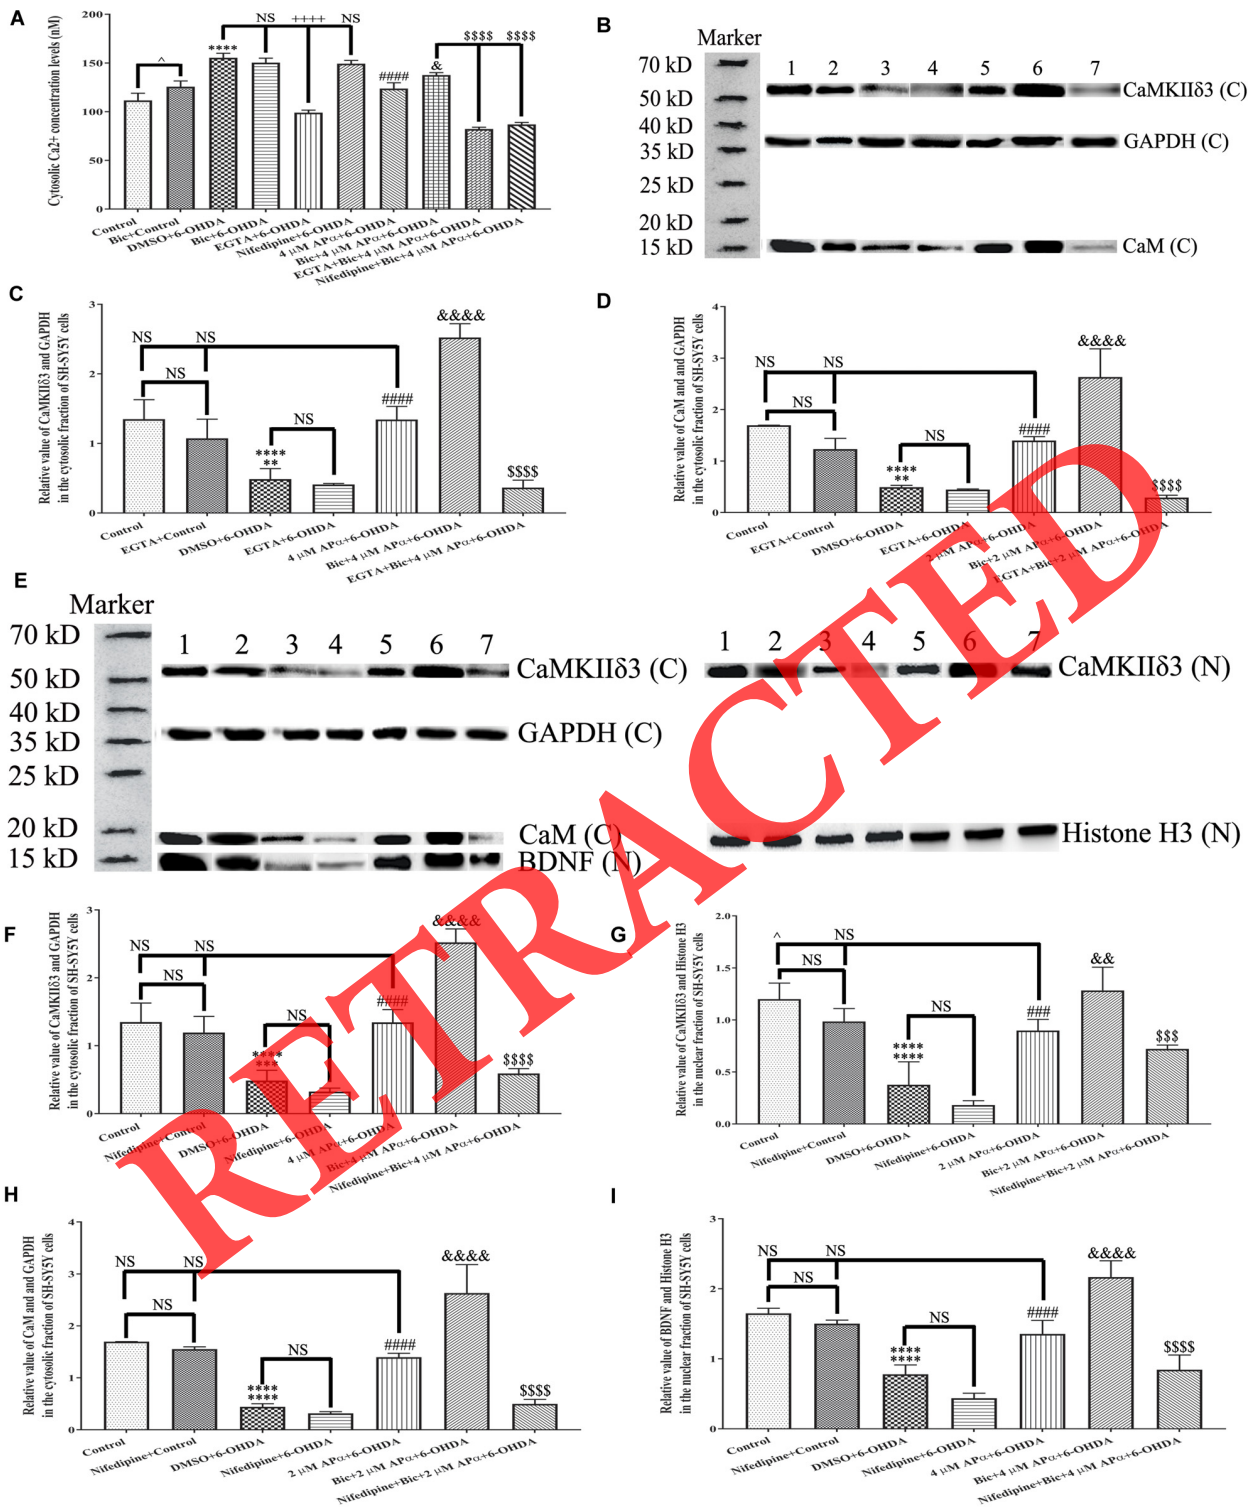 A
Cytosolic Ca2+ concentration levels (nM)
200
150
100
50
0
^
****
NS
++++
NS
####
&
$$$$
$$$$
Control
Bic+Control
DMSO+6-OHDA
Bic+6-OHDA
EGTA+6-OHDA
Nifedipine+6-OHDA
4 μM APα+6-OHDA
Bic+4 μM APα+6-OHDA
EGTA+Bic+4 μM APα+6-OHDA
Nifedipine+Bic+4 μM APα+6-OHDA
B
Marker
70 kD
50 kD
40 kD
35 kD
25 kD
20 kD
15 kD
1 2 3 4 5 6 7
CaMKIIδ3 (C)
GAPDH (C)
CaM (C)
C
Relative value of CaMKIIδ3 and GAPDH
in the cytosolic fraction of SH-SY5Y cells
3
2
1
0
NS NS
NS
****
**
NS
####
&&&&
$$$$
Control
EGTA+Control
DMSO+6-OHDA
EGTA+6-OHDA
4 μM APα+6-OHDA
Bic+4 μM APα+6-OHDA
EGTA+Bic+4 μM APα+6-OHDA
D
Relative value of CaM and and GAPDH
in the cytosolic fraction of SH-SY5Y cells
4
3
2
1
0
NS NS
NS
****
**
NS
####
&&&&
$$$$
Control
EGTA+Control
DMSO+6-OHDA
EGTA+6-OHDA
2 μM APα+6-OHDA
Bic+2 μM APα+6-OHDA
EGTA+Bic+2 μM APα+6-OHDA
E
Marker
70 kD
50 kD
40 kD
35 kD
25 kD
20 kD
15 kD
1 2 3 4 5 6 7
CaMKIIδ3 (C)
GAPDH (C)
CaM (C)
BDNF (N)
1 2 3 4 5 6 7
CaMKIIδ3 (N)
Histone H3 (N)
F
Relative value of CaMKIIδ3 and GAPDH
in the cytosolic fraction of SH-SY5Y cells
3
2
1
0
NS NS
NS
****
***
NS
####
&&&&
$$$$
Control
Nifedipine+Control
DMSO+6-OHDA
Nifedipine+6-OHDA
4 μM APα+6-OHDA
Bic+4 μM APα+6-OHDA
Nifedipine+Bic+4 μM APα+6-OHDA
G
Relative value of CaMKIIδ3 and Histone H3
in the nuclear fraction of SH-SY5Y cells
2.0
1.5
1.0
0.5
0.0
^ NS
NS
****
****
NS
###
&&
$$$
Control
Nifedipine+Control
DMSO+6-OHDA
Nifedipine+6-OHDA
2 μM APα+6-OHDA
Bic+2 μM APα+6-OHDA
Nifedipine+Bic+2 μM APα+6-OHDA
H
Relative value of CaM and and GAPDH
in the cytosolic fraction of SH-SY5Y cells
4
3
2
1
0
NS NS
NS
****
****
NS
####
&&&&
$$$$
Control
Nifedipine+Control
DMSO+6-OHDA
Nifedipine+6-OHDA
2 μM APα+6-OHDA
Bic+2 μM APα+6-OHDA
Nifedipine+Bic+2 μM APα+6-OHDA
I
Relative value of BDNF and Histone H3
in the nuclear fraction of SH-SY5Y cells
3
2
1
0
NS NS
NS
****
****
NS
####
&&&&
$$$$
Control
Nifedipine+Control
DMSO+6-OHDA
Nifedipine+6-OHDA
4 μM APα+6-OHDA
Bic+4 μM APα+6-OHDA
Nifedipine+Bic+4 μM APα+6-OHDA
RETRACTED